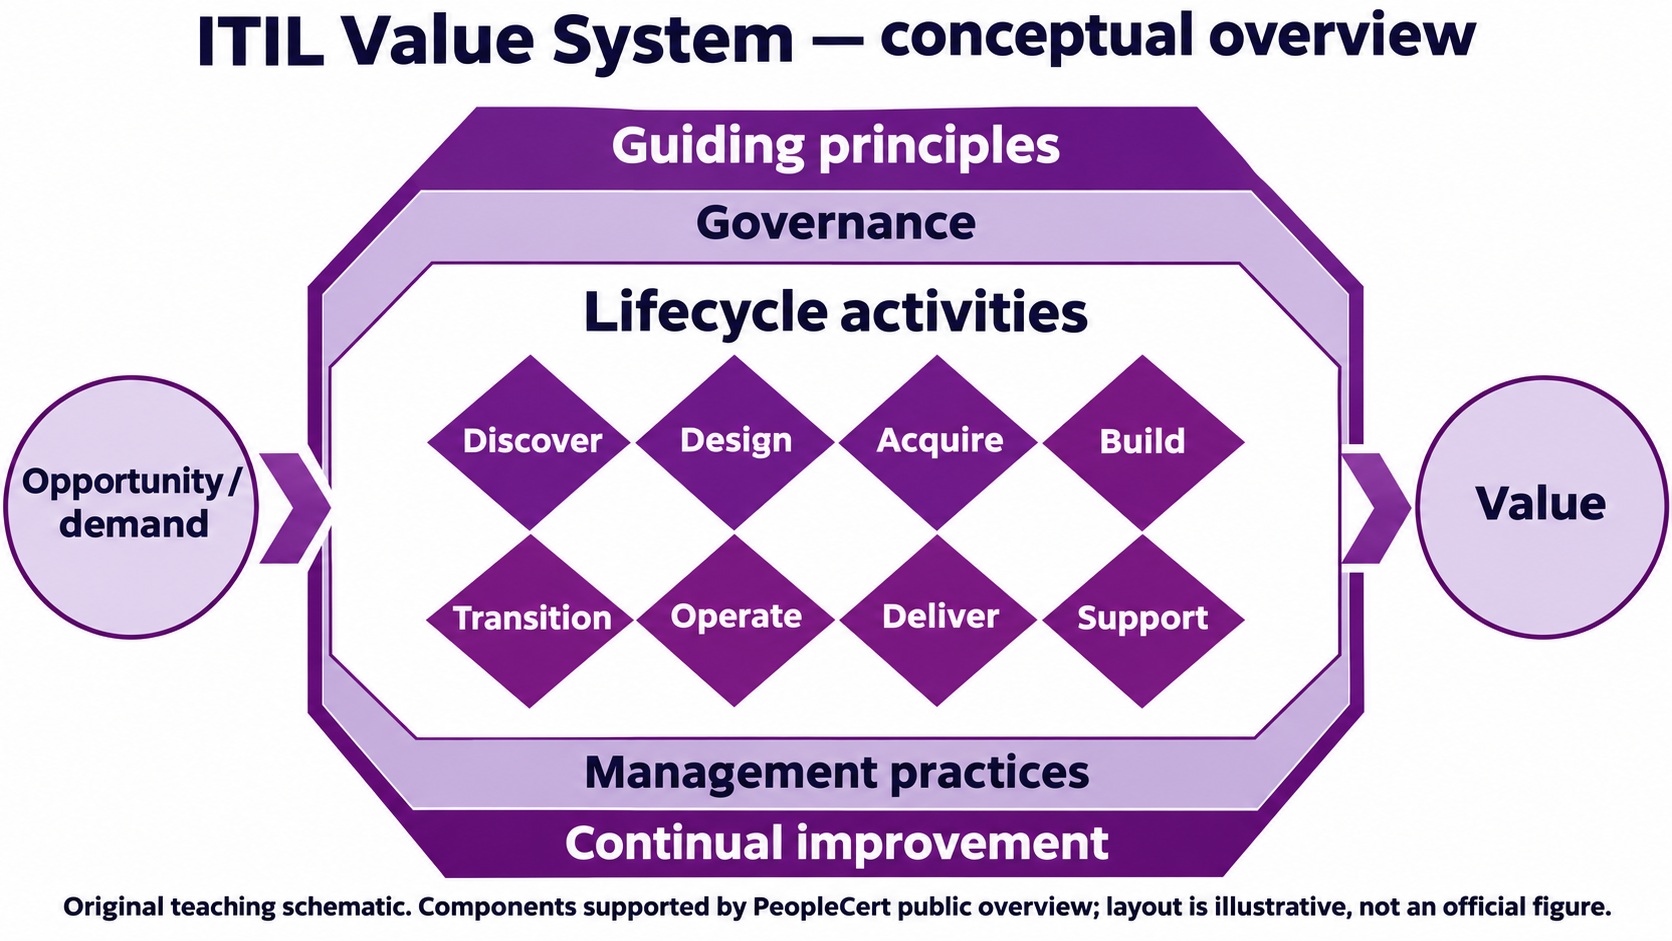 ITIL Value System — conceptual overview
Guiding principles
Governance
Lifecycle activities
Discover
Design
Acquire
Build
Opportunity/
demand
Value
Transition
Operate
Deliver
Support
Management practices
Continual improvement
Original teaching schematic. Components supported by PeopleCert public overview; layout is illustrative, not an official figure.